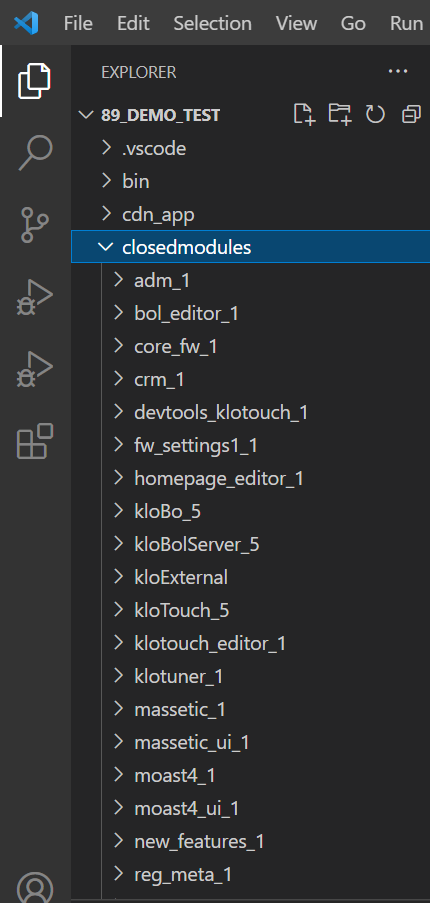 File Edit Selection View Go Run
EXPLORER
89_DEMO_TEST
.vscode
bin
cdn_app
closedmodules
adm_1
bol_editor_1
core_fw_1
crm_1
devtools_klotouch_1
fw_settings1_1
homepage_editor_1
kloBo_5
kloBolServer_5
kloExternal
kloTouch_5
klotouch_editor_1
klotuner_1
massetic_1
massetic_ui_1
moast4_1
moast4_ui_1
new_features_1
reg_meta_1